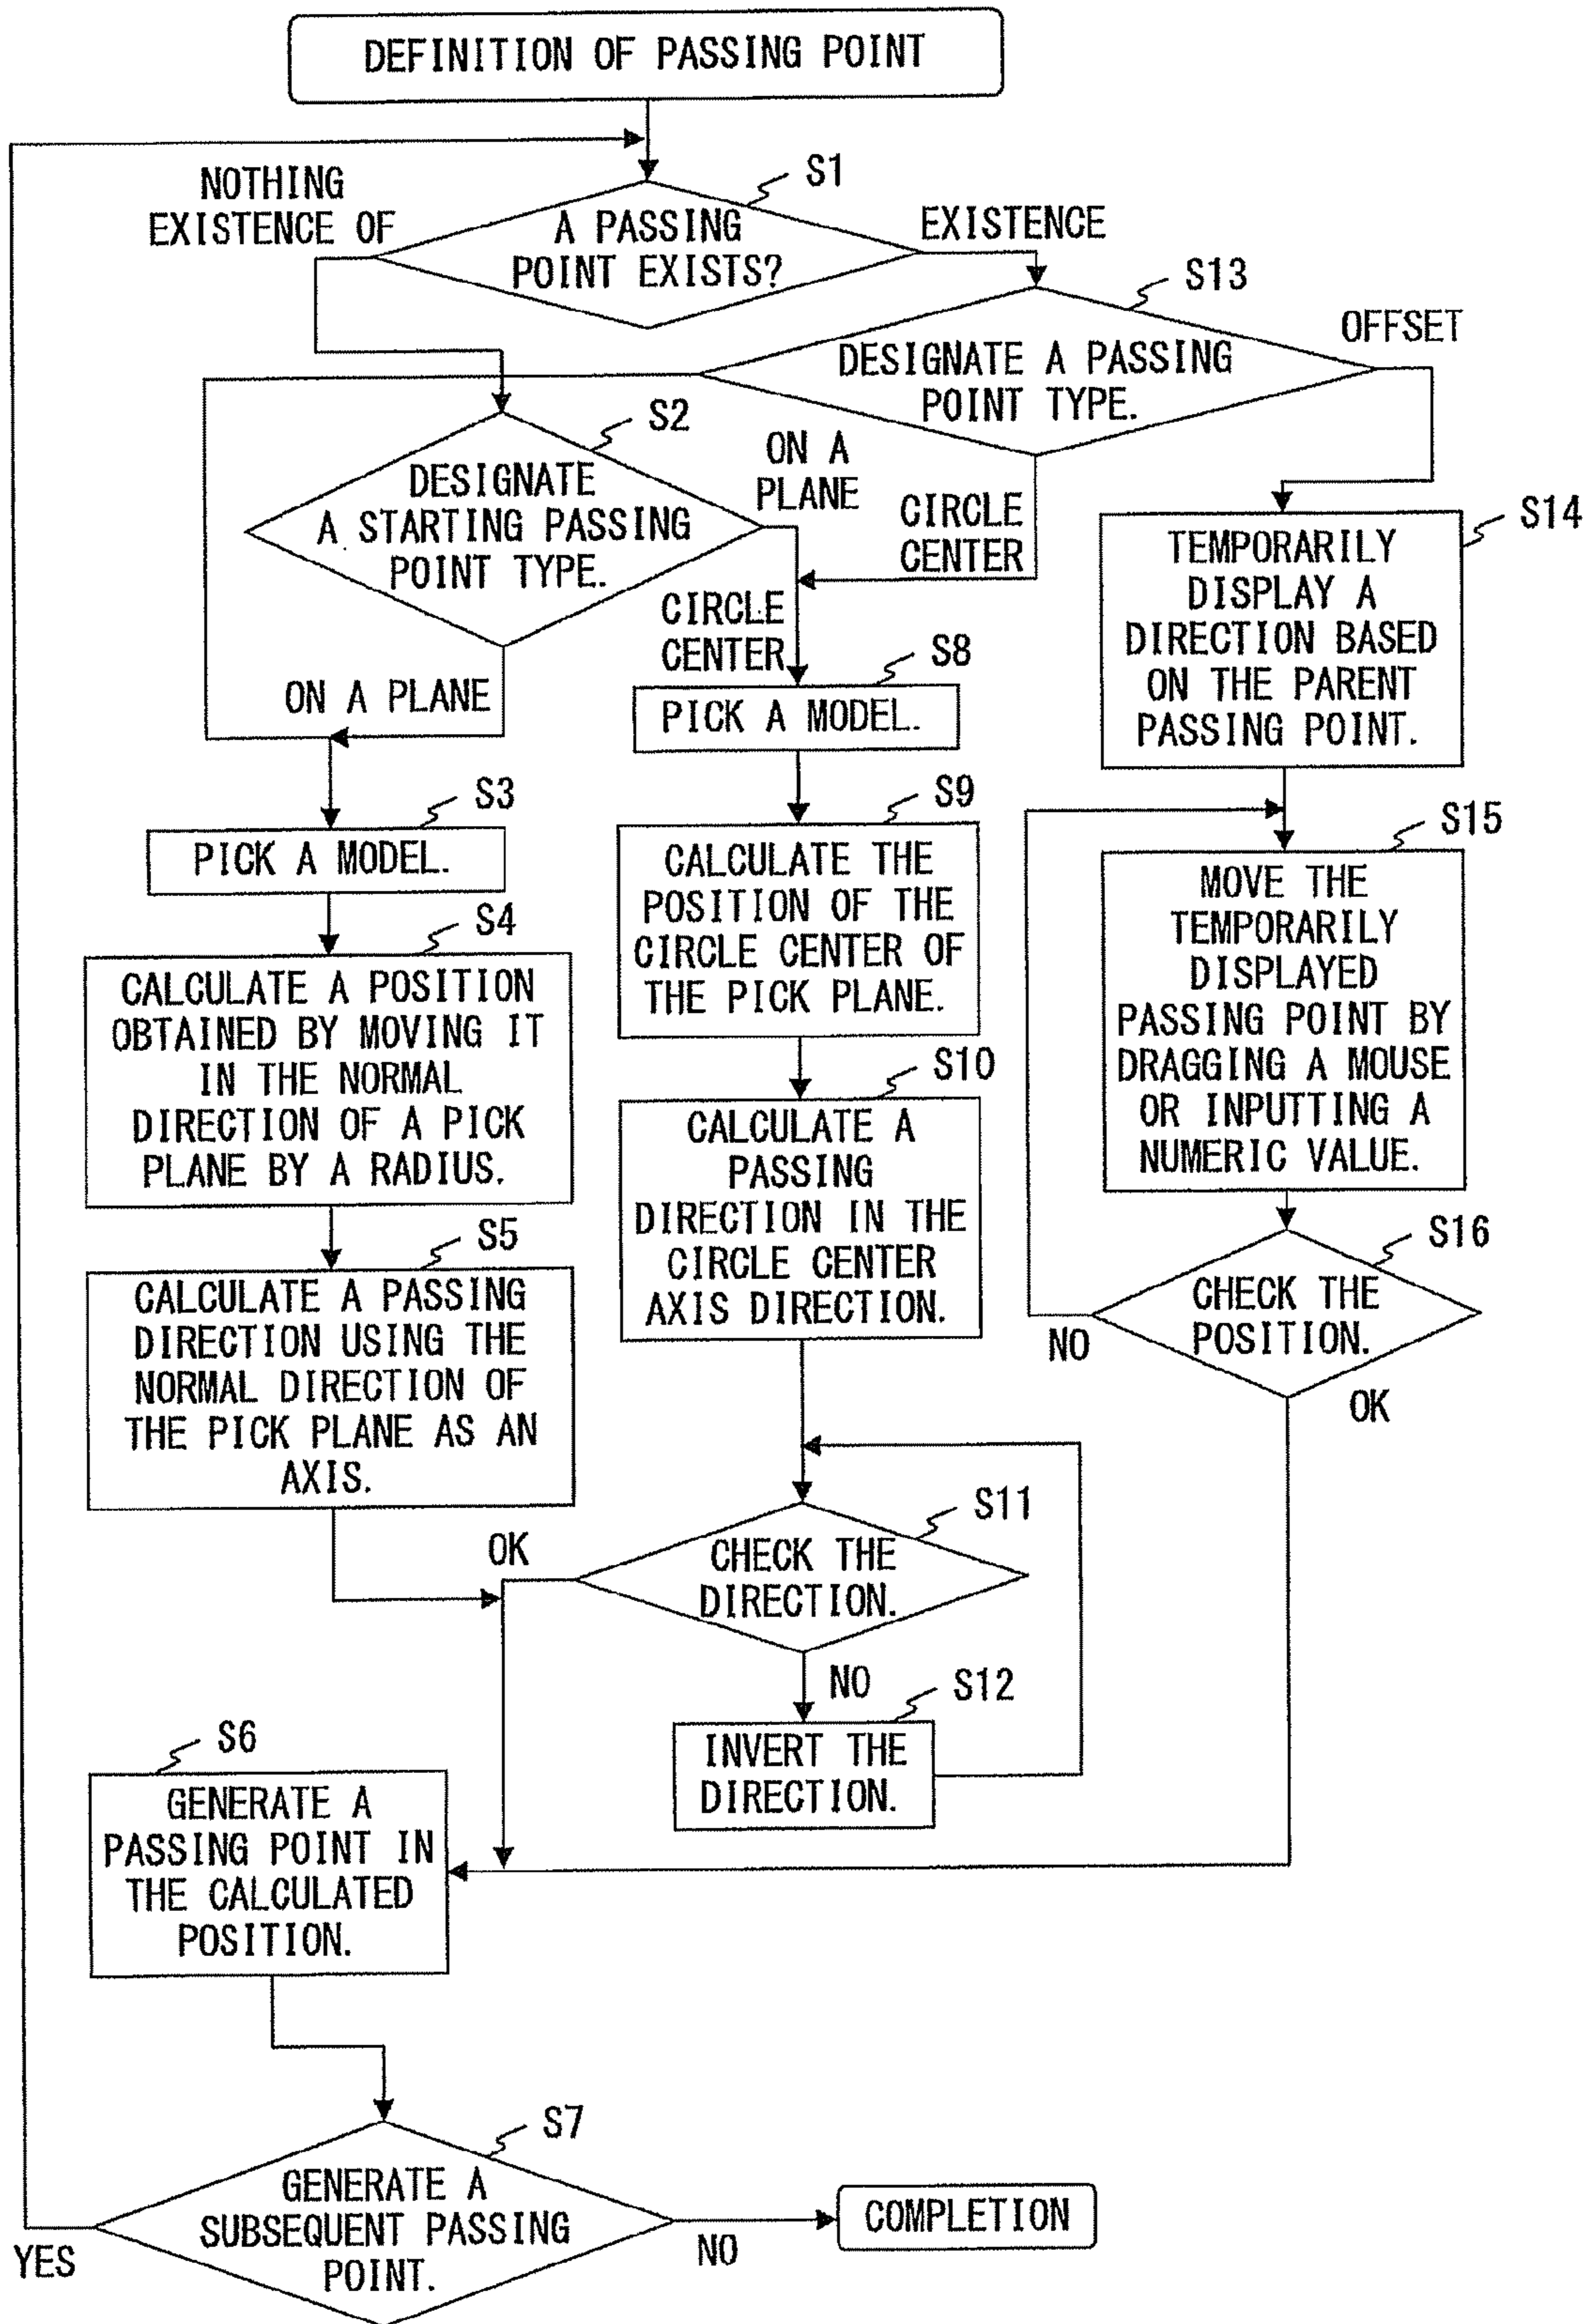 DEFINITION OF PASSING POINT
S1
NOTHING
EXISTENCE OF
A PASSING
POINT EXISTS?
EXISTENCE
S13
OFFSET
DESIGNATE A PASSING
POINT TYPE.
S2
ON A
PLANE
DESIGNATE
A STARTING PASSING
POINT TYPE.
CIRCLE
CENTER
S14
TEMPORARILY
DISPLAY A
DIRECTION BASED
ON THE PARENT
PASSING POINT.
CIRCLE
CENTER
S8
ON A PLANE
PICK A MODEL.
S3
PICK A MODEL.
S9
CALCULATE THE
POSITION OF THE
CIRCLE CENTER OF
THE PICK PLANE.
S15
MOVE THE
TEMPORARILY
DISPLAYED
PASSING POINT BY
DRAGGING A MOUSE
OR INPUTTING A
NUMERIC VALUE.
S4
CALCULATE A POSITION
OBTAINED BY MOVING IT
IN THE NORMAL
DIRECTION OF A PICK
PLANE BY A RADIUS.
S10
CALCULATE A
PASSING
DIRECTION IN THE
CIRCLE CENTER
AXIS DIRECTION.
S5
CALCULATE A PASSING
DIRECTION USING THE
NORMAL DIRECTION OF
THE PICK PLANE AS AN
AXIS.
S16
CHECK THE
POSITION.
NO
OK
S11
OK
CHECK THE
DIRECTION.
NO
S12
INVERT THE
DIRECTION.
S6
GENERATE A
PASSING POINT IN
THE CALCULATED
POSITION.
S7
GENERATE A
SUBSEQUENT PASSING
POINT.
YES
NO
COMPLETION